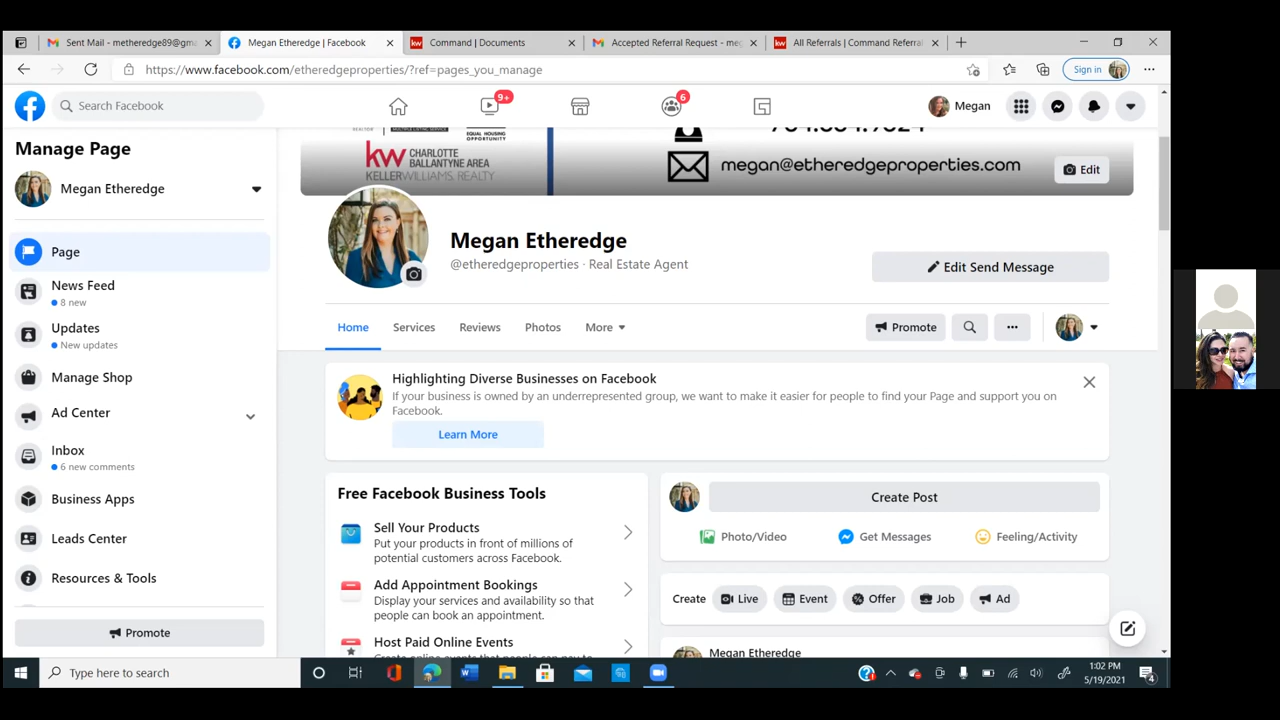 Sent Mail - metheredge89@gma
Megan Etheredge | Facebook
Command | Documents
Accepted Referral Request - meg
All Referrals | Command Referral
https://www.facebook.com/etheredgeproperties/?ref=pages_you_manage
Sign in
Search Facebook
9+
6
Megan
Manage Page
Megan Etheredge
Page
News Feed
8 new
Updates
New updates
Manage Shop
Ad Center
Inbox
6 new comments
Business Apps
Leads Center
Resources & Tools
Promote
REALTOR
MULTIPLE LISTING SERVICE
EQUAL HOUSING
OPPORTUNITY
kw CHARLOTTE
BALLANTYNE AREA
KELLERWILLIAMS. REALTY
megan@etheredgeproperties.com
Edit
Megan Etheredge
@etheredgeproperties · Real Estate Agent
Edit Send Message
Home
Services
Reviews
Photos
More
Promote
Highlighting Diverse Businesses on Facebook
If your business is owned by an underrepresented group, we want to make it easier for people to find your Page and support you on
Facebook.
Learn More
Free Facebook Business Tools
Sell Your Products
Put your products in front of millions of
potential customers across Facebook.
Add Appointment Bookings
Display your services and availability so that
people can book an appointment.
Host Paid Online Events
Create Post
Photo/Video
Get Messages
Feeling/Activity
Create
Live
Event
Offer
Job
Ad
Megan Etheredge
Type here to search
1:02 PM
5/19/2021
4